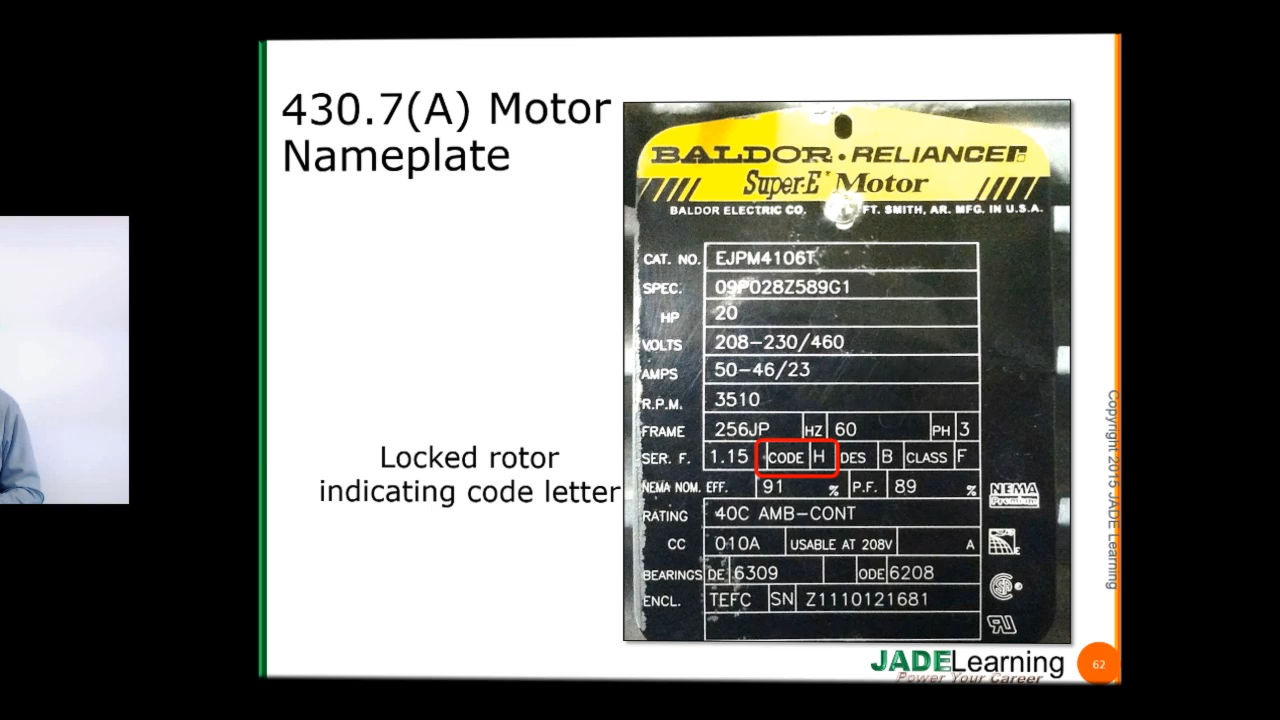 430.7(A) Motor
Nameplate
Locked rotor
indicating code letter
BALDOR • RELIANCER
Super-E Motor
BALDOR ELECTRIC CO. FT. SMITH, AR. MFG. IN U.S.A.
CAT. NO. EJPM4106T
SPEC. 09P028Z589G1
HP 20
VOLTS 208-230/460
AMPS 50-46/23
R.P.M. 3510
FRAME 256JP HZ 60 PH 3
SER. F. 1.15 CODE H DES B CLASS F
NEMA NOM. EFF. 91 % P.F. 89 %
RATING 40C AMB-CONT
CC 010A USABLE AT 208V A
BEARINGS DE 6309 ODE 6208
ENCL. TEFC SN Z1110121681
NEMA
Premium
Copyright 2015 JADE Learning
JADELearning
Power Your Career
62